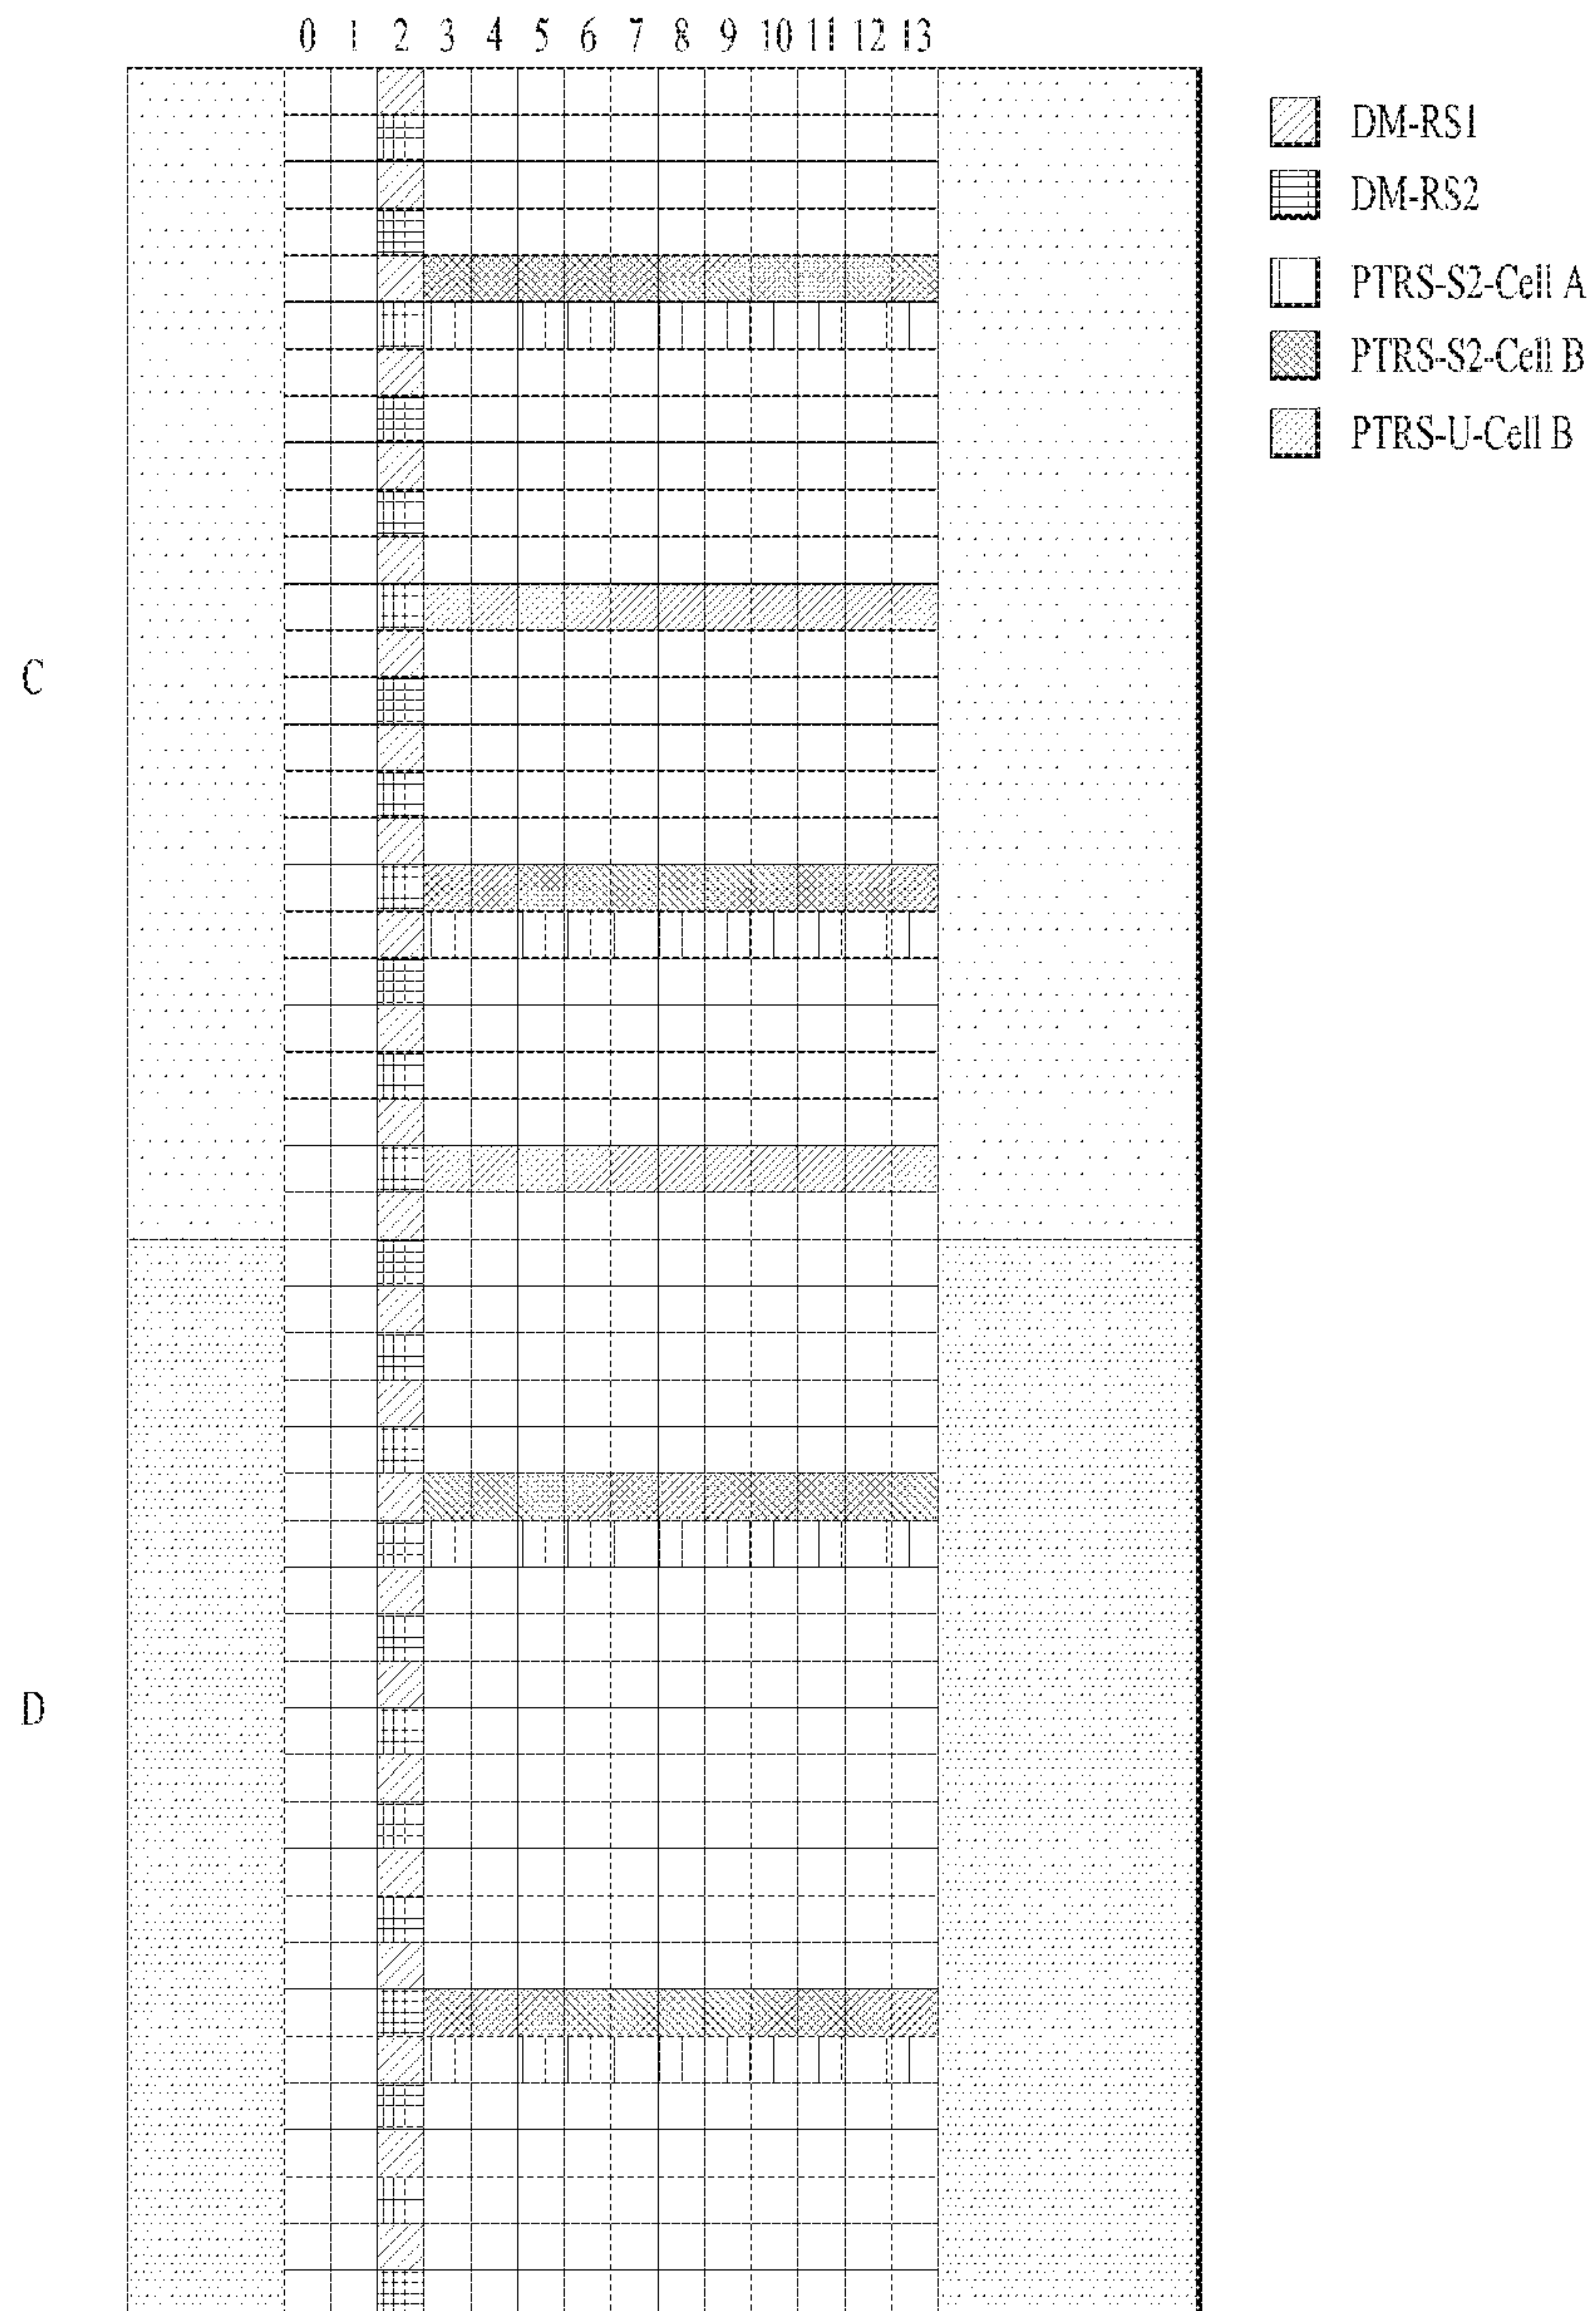 0 1 2 3 4 5 6 7 8 9 10 11 12 13
DM-RS1
DM-RS2
PTRS-S2-Cell A
PTRS-S2-Cell B
PTRS-U-Cell B
C
D